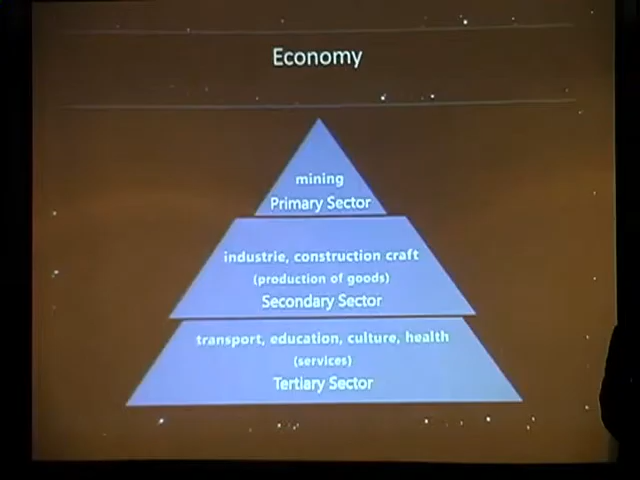 Economy
mining
Primary Sector
industrie, construction craft
(production of goods)
Secondary Sector
transport, education, culture, health
(services)
Tertiary Sector